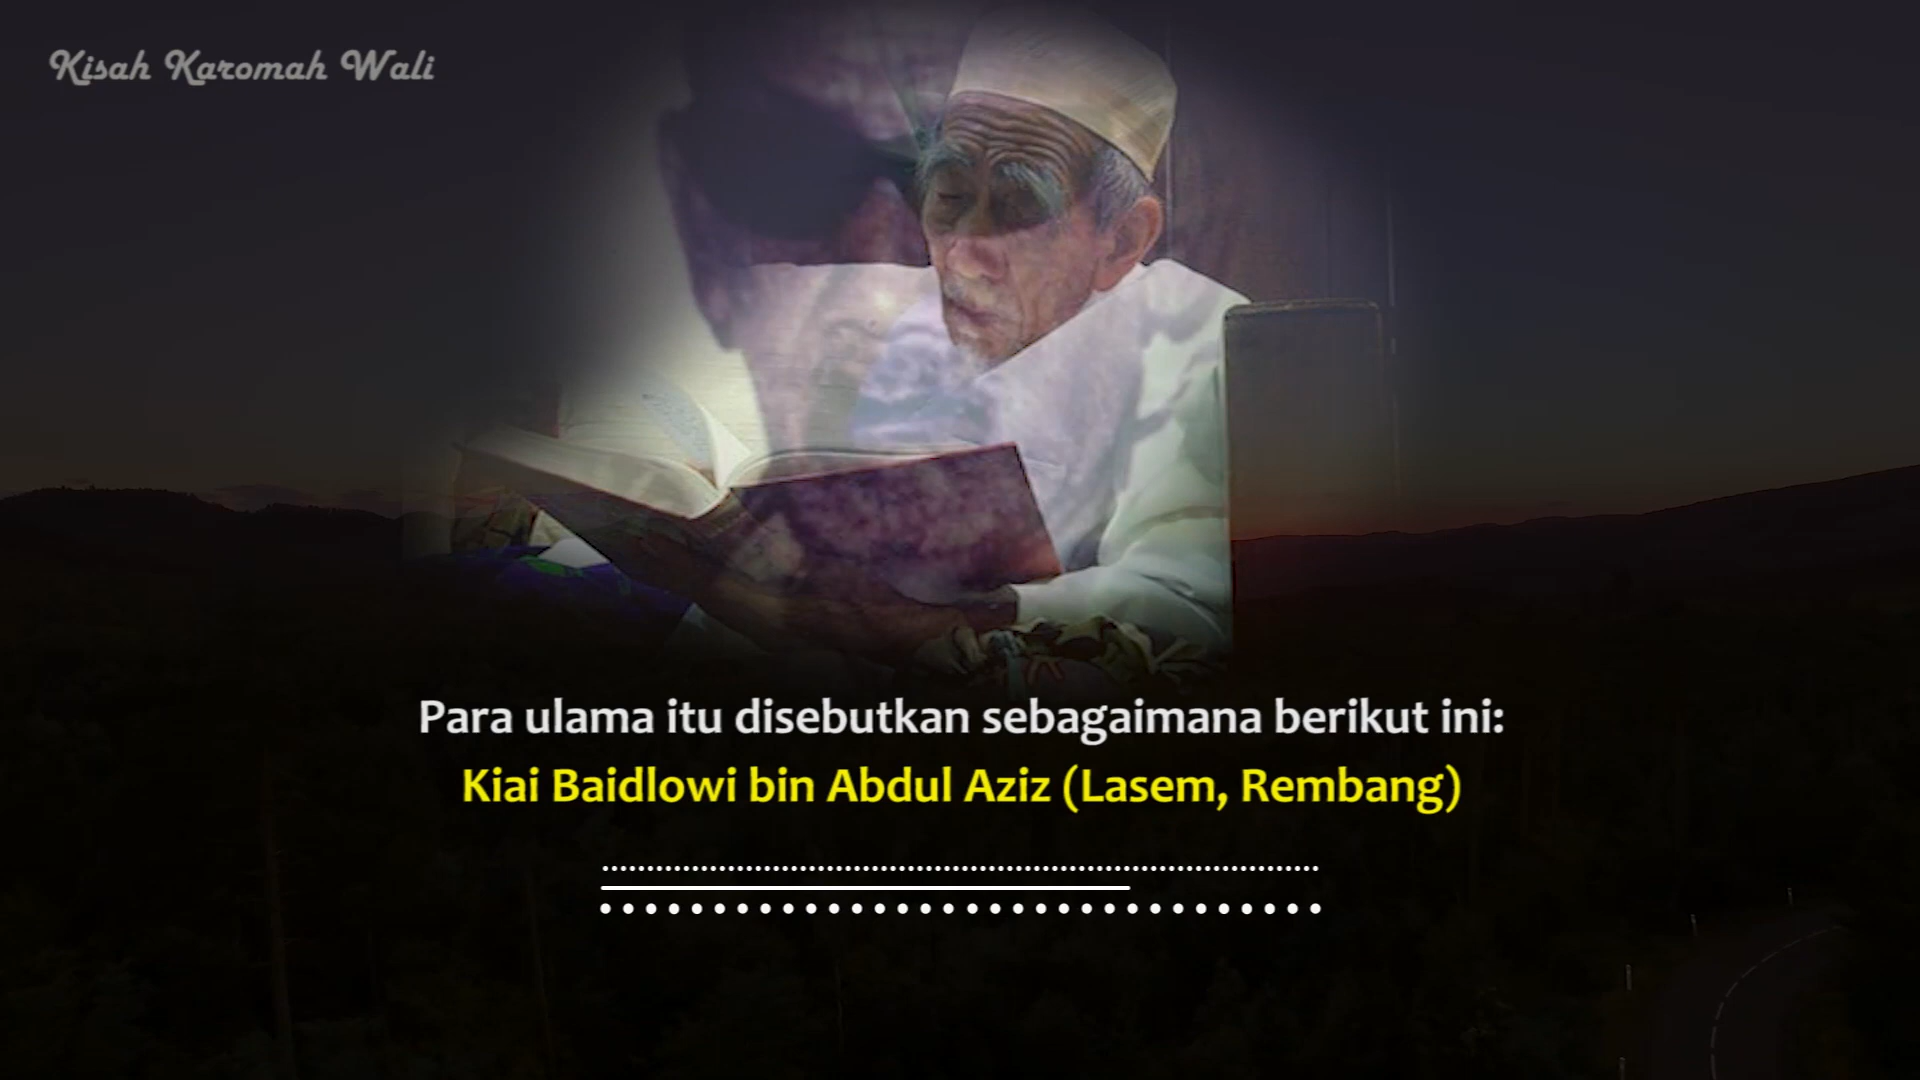 Kisah Karomah Wali
Para ulama itu disebutkan sebagaimana berikut ini:
Kiai Baidlowi bin Abdul Aziz (Lasem, Rembang)